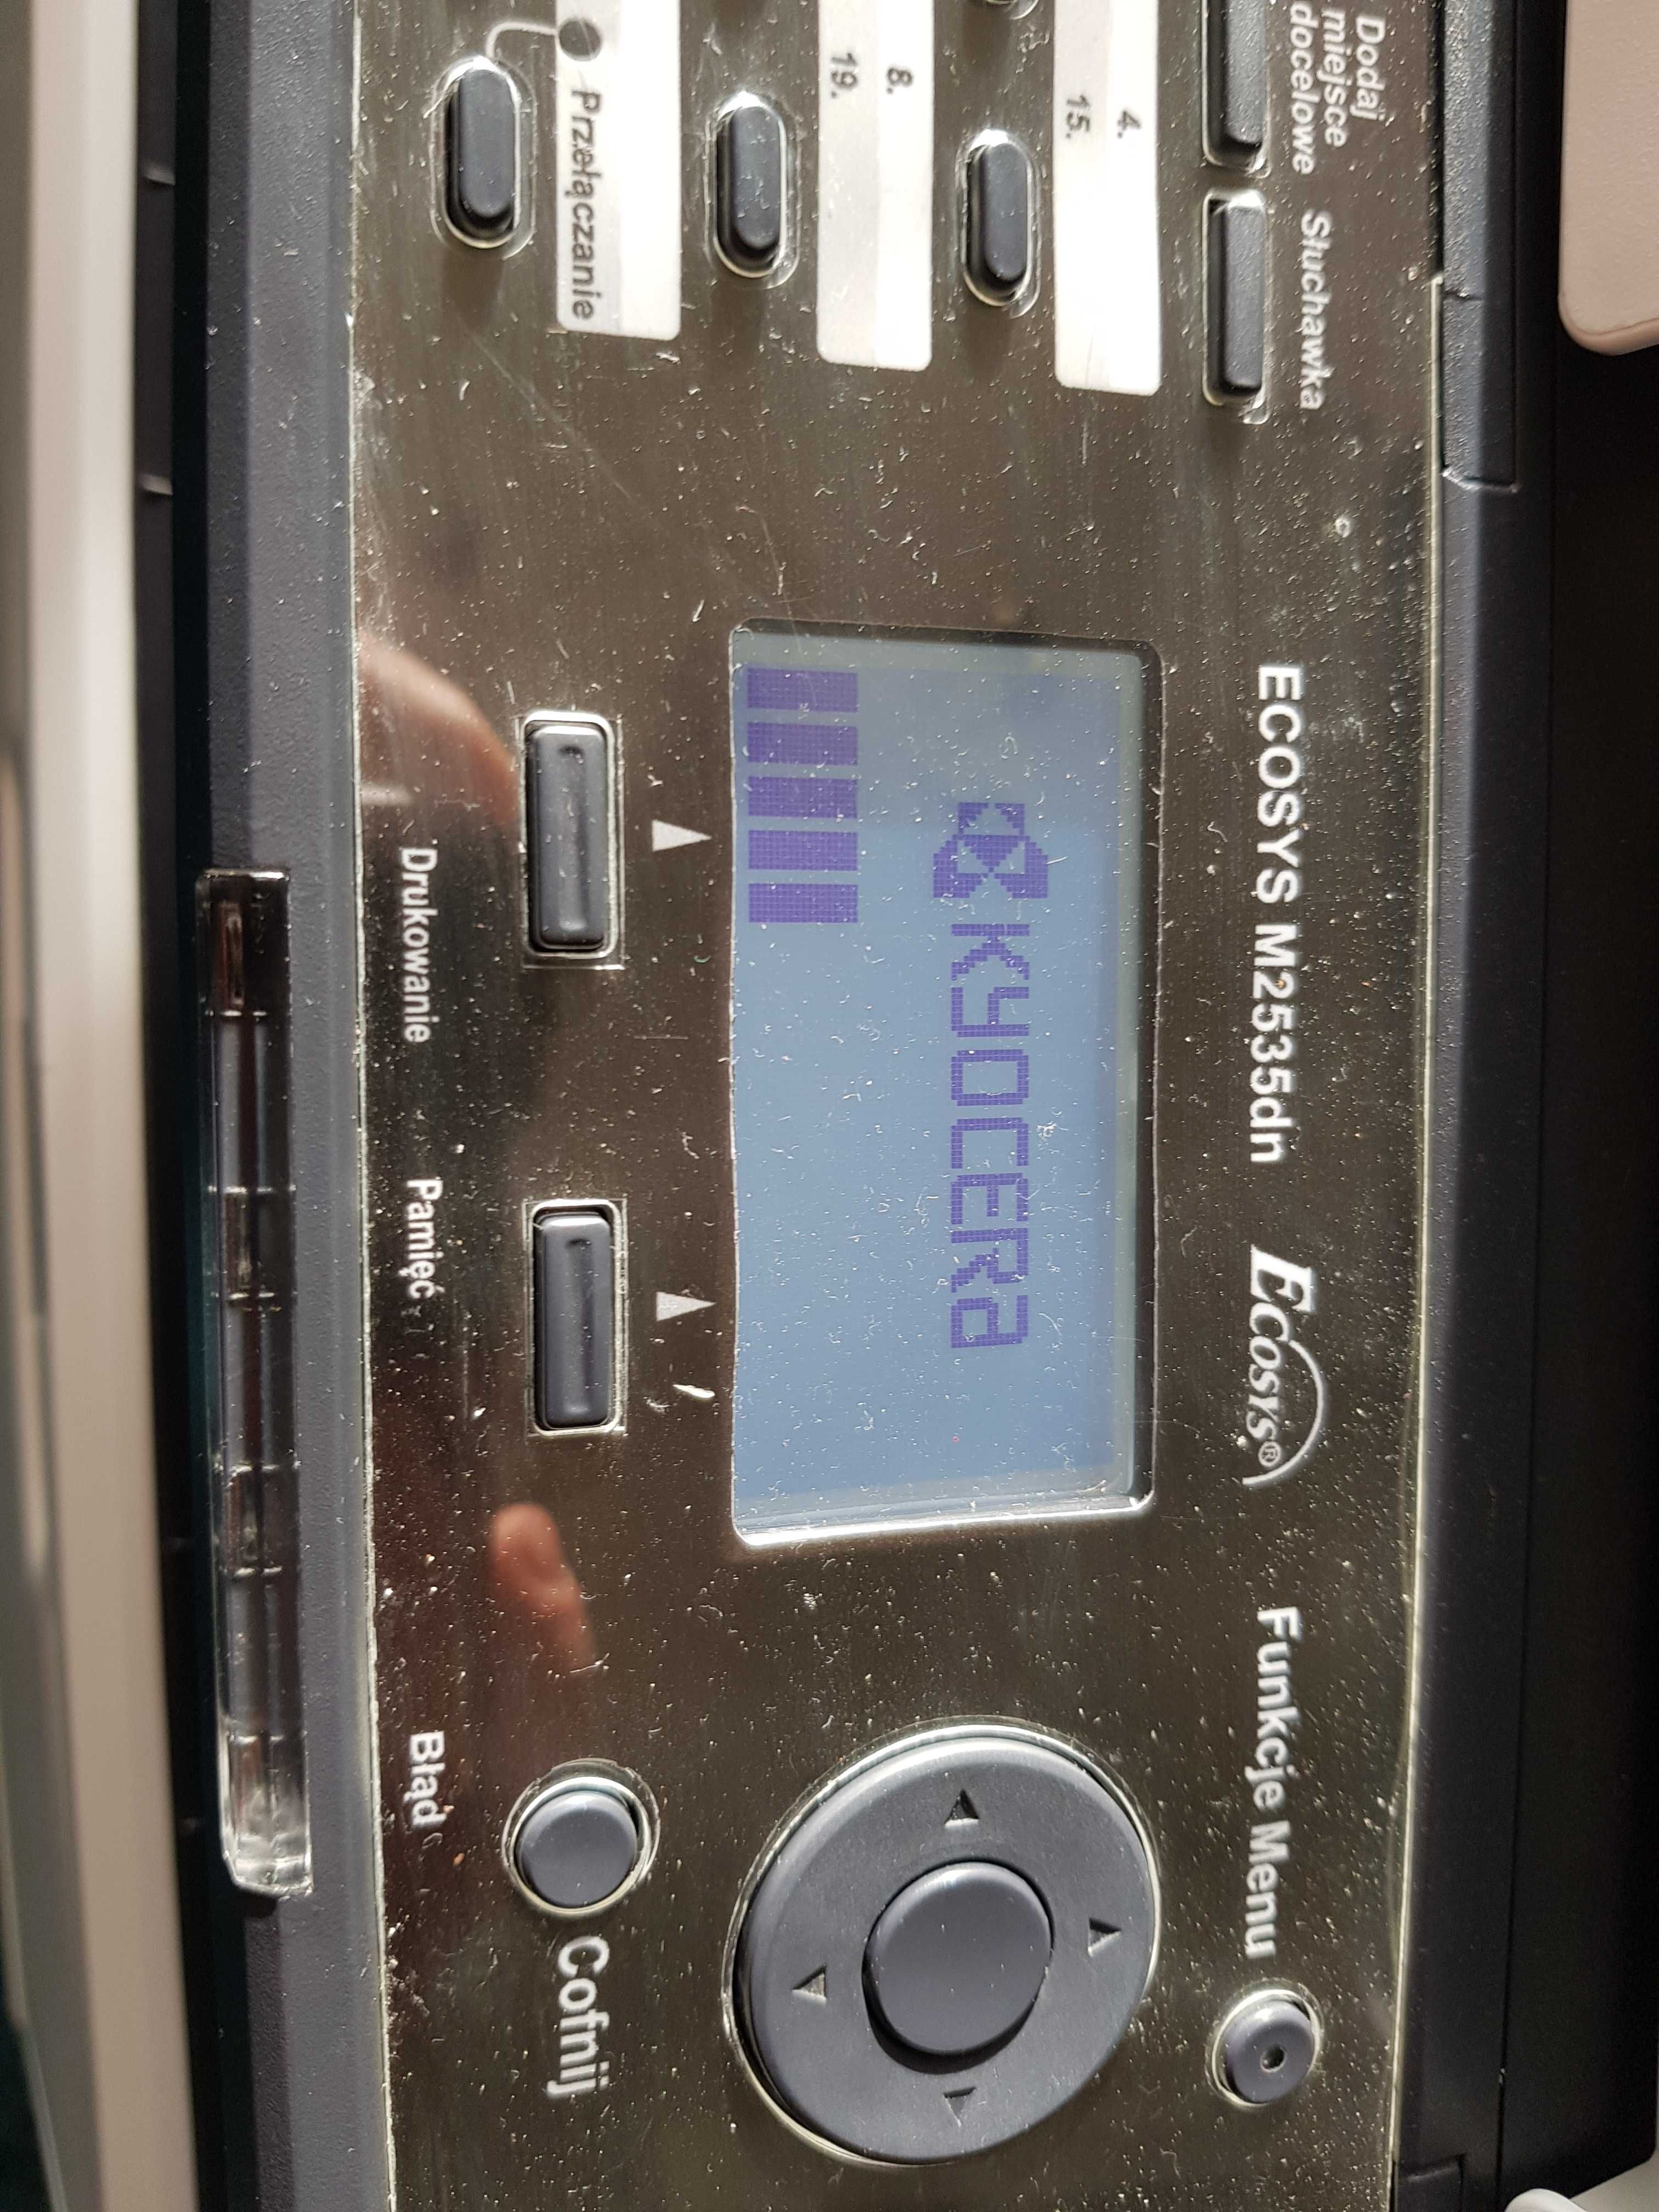 Dodaj
miejsce
docelowe
Słuchawka
4.
15.
8.
19.
Przełączanie
ECOSYS M2535dn
Ecosys®
Funkcje Menu
KYOCERa
Cofnij
Drukowanie
Pamięć
Błąd